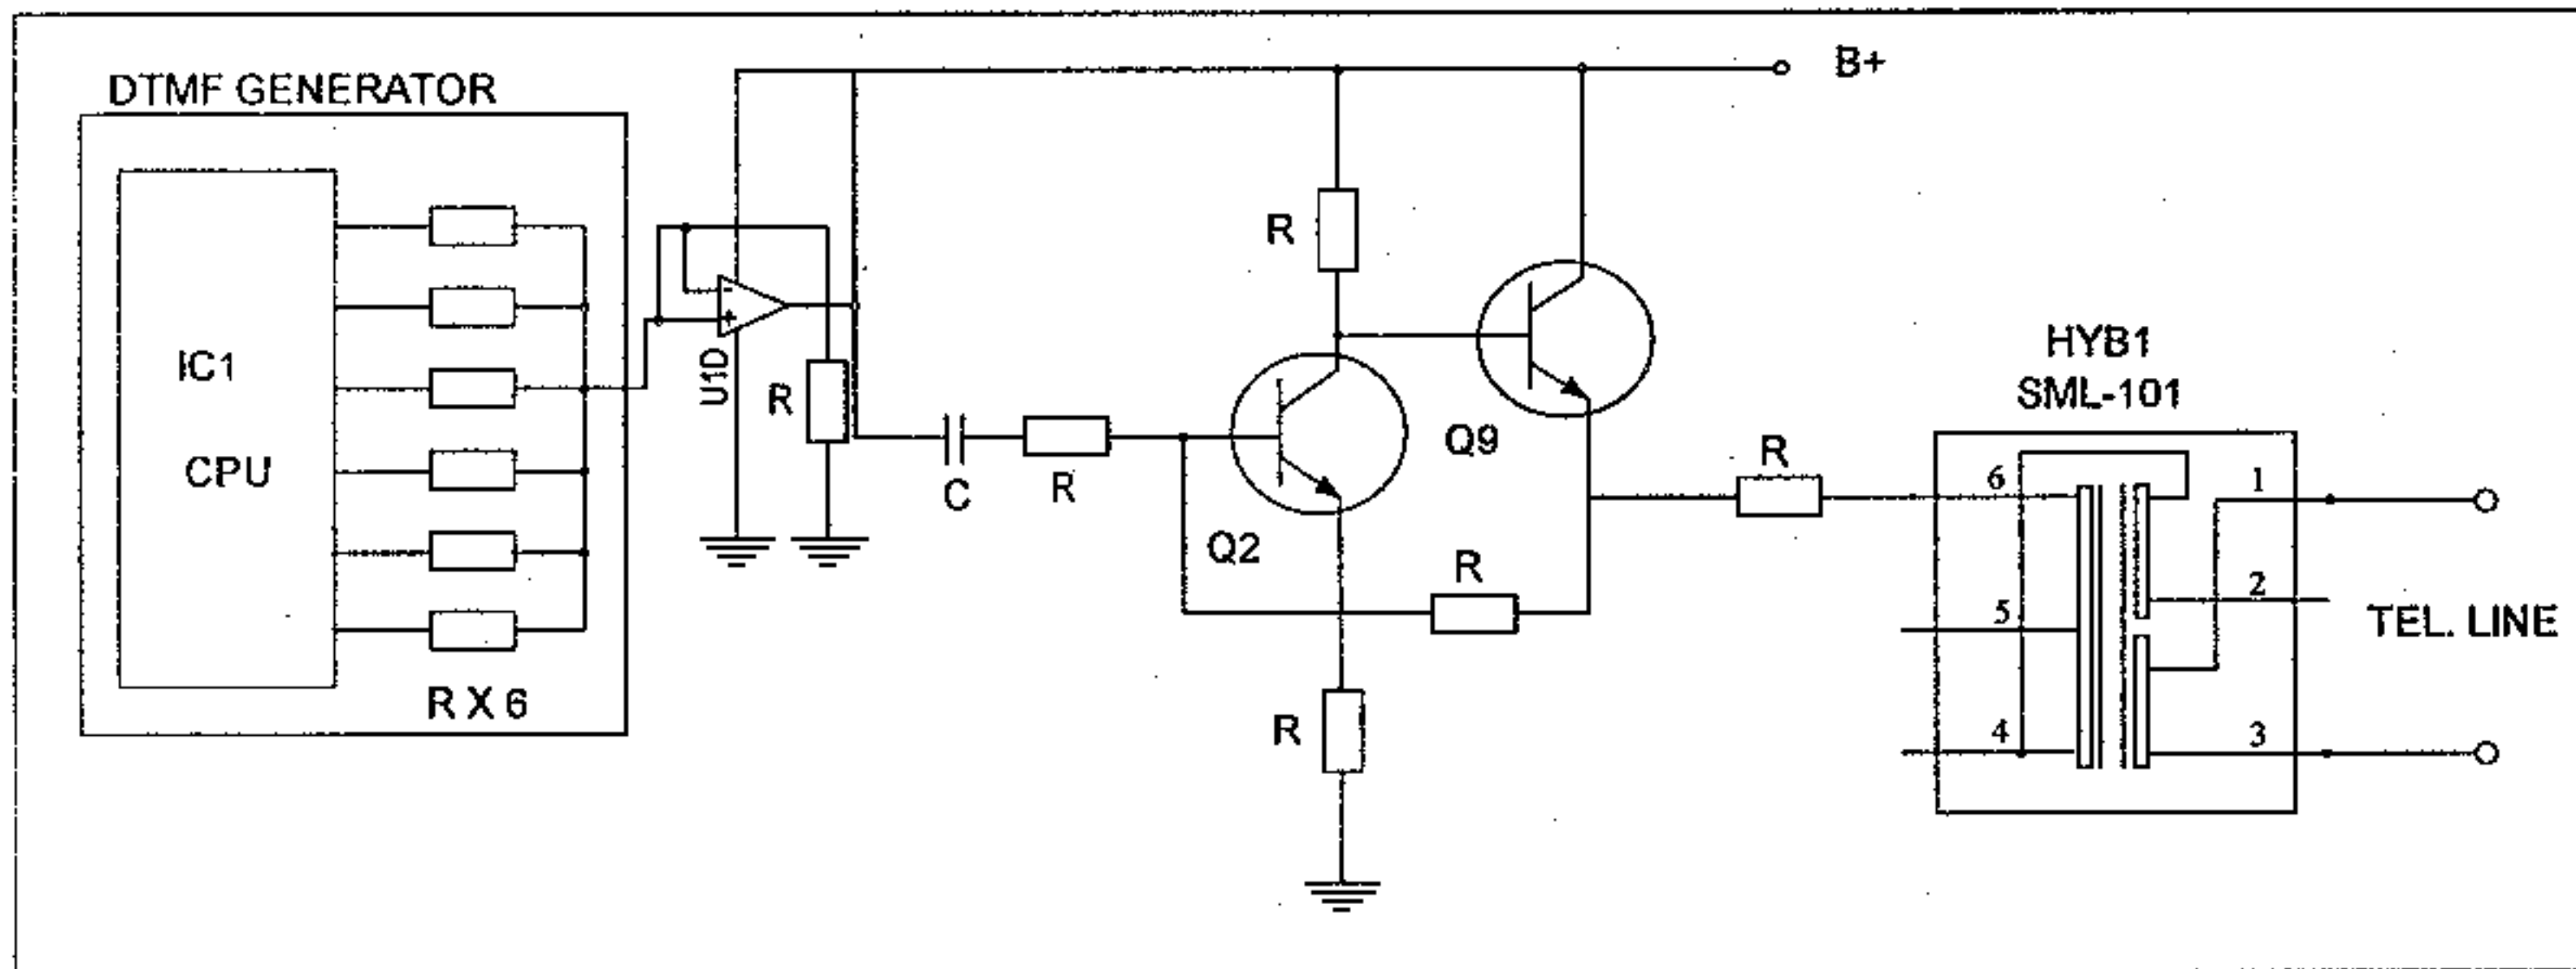 B+
DTMF GENERATOR
IC1
CPU
R X 6
-
+
U1D
R
C
R
R
Q2
Q9
R
R
R
HYB1
SML-101
6
5
4
1
2
3
TEL. LINE